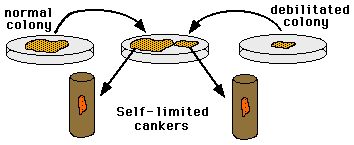 normal
colony
debilitated
colony
Self-limited
cankers